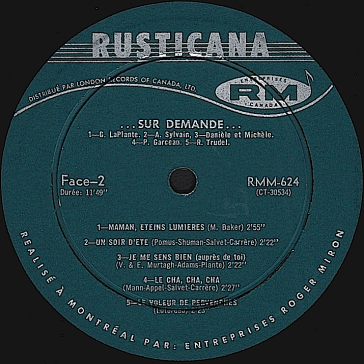 RUSTICANA
DISTRIBUÉ PAR LONDON RECORDS OF CANADA, LTD.
ENTREPRISES
RM
CANADA
...SUR DEMANDE...
1—G. LaPlante. 2—A. Sylvain. 3—Danièle et Michèle.
4—P. Garceau. 5—R. Trudel.
Face—2
Durée: 11'49"
RMM-624
(CT-30534)
1—MAMAN, ETEINS LUMIERES (M. Baker) 2'55"
2—UN SOIR D'ETE (Pomus-Shuman-Salvet-Carrère) 2'22"
3—JE ME SENS BIEN (auprès de toi)
(V. & E. Murtagh-Adams-Plante) 2'22"
4—LE CHA, CHA, CHA
(Mann-Appel-Salvet-Carrère) 2'27"
5—LE VOLEUR DE PERVENCHES
2'23"
REALISÉ À MONTRÉAL PAR: ENTREPRISES ROGER MIRON